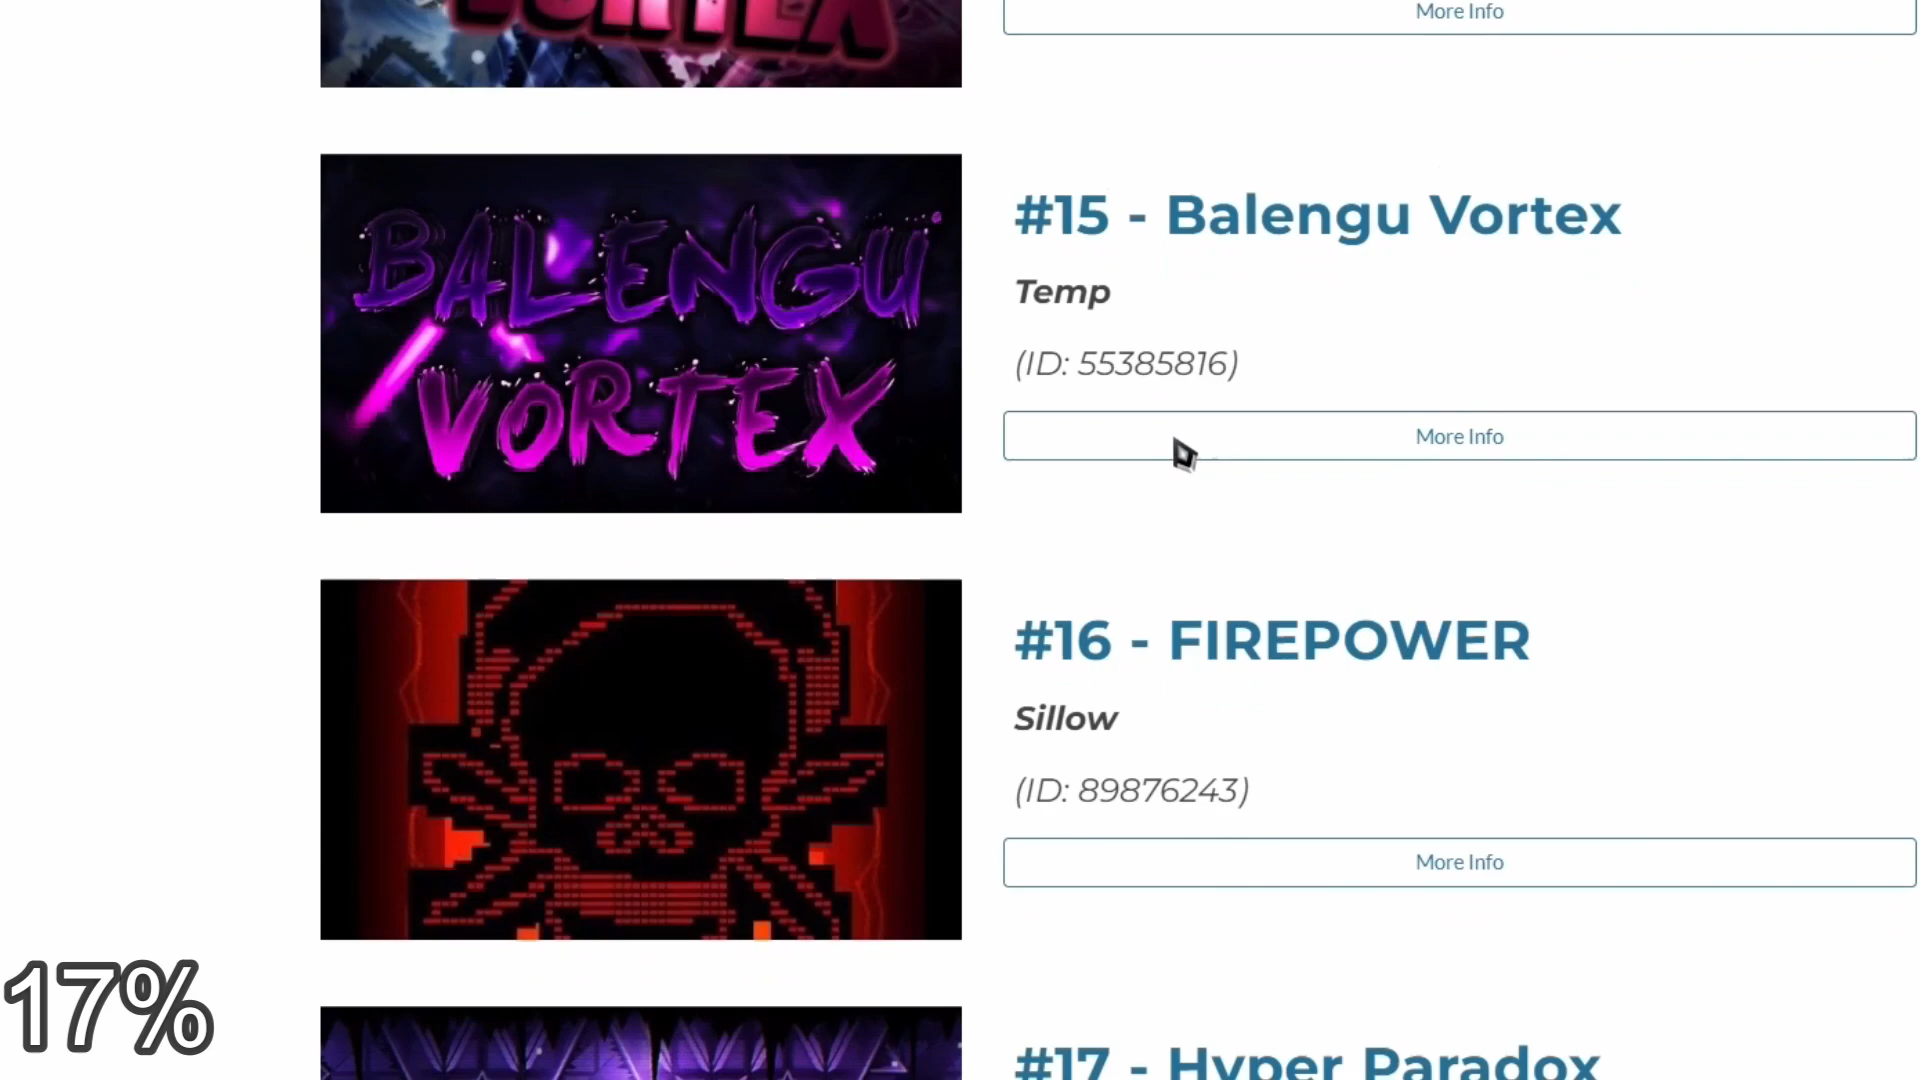 VORTEX
More Info
BALENGU
VORTEX
#15 - Balengu Vortex
Temp
(ID: 55385816)
More Info
#16 - FIREPOWER
Sillow
(ID: 89876243)
More Info
17%
#17 - Hyper Paradox